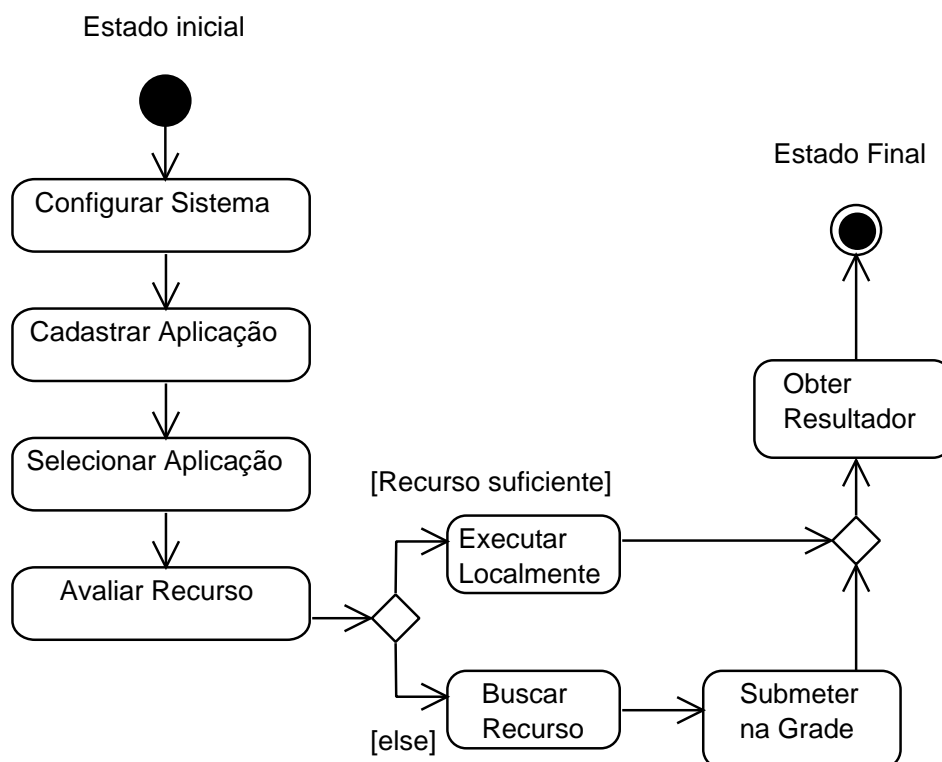 Estado inicial
Estado Final
Configurar Sistema
Cadastrar Aplicação
Obter
Resultador
Selecionar Aplicação
[Recurso suficiente]
Executar
Localmente
Avaliar Recurso
Buscar
Recurso
Submeter
na Grade
[else]